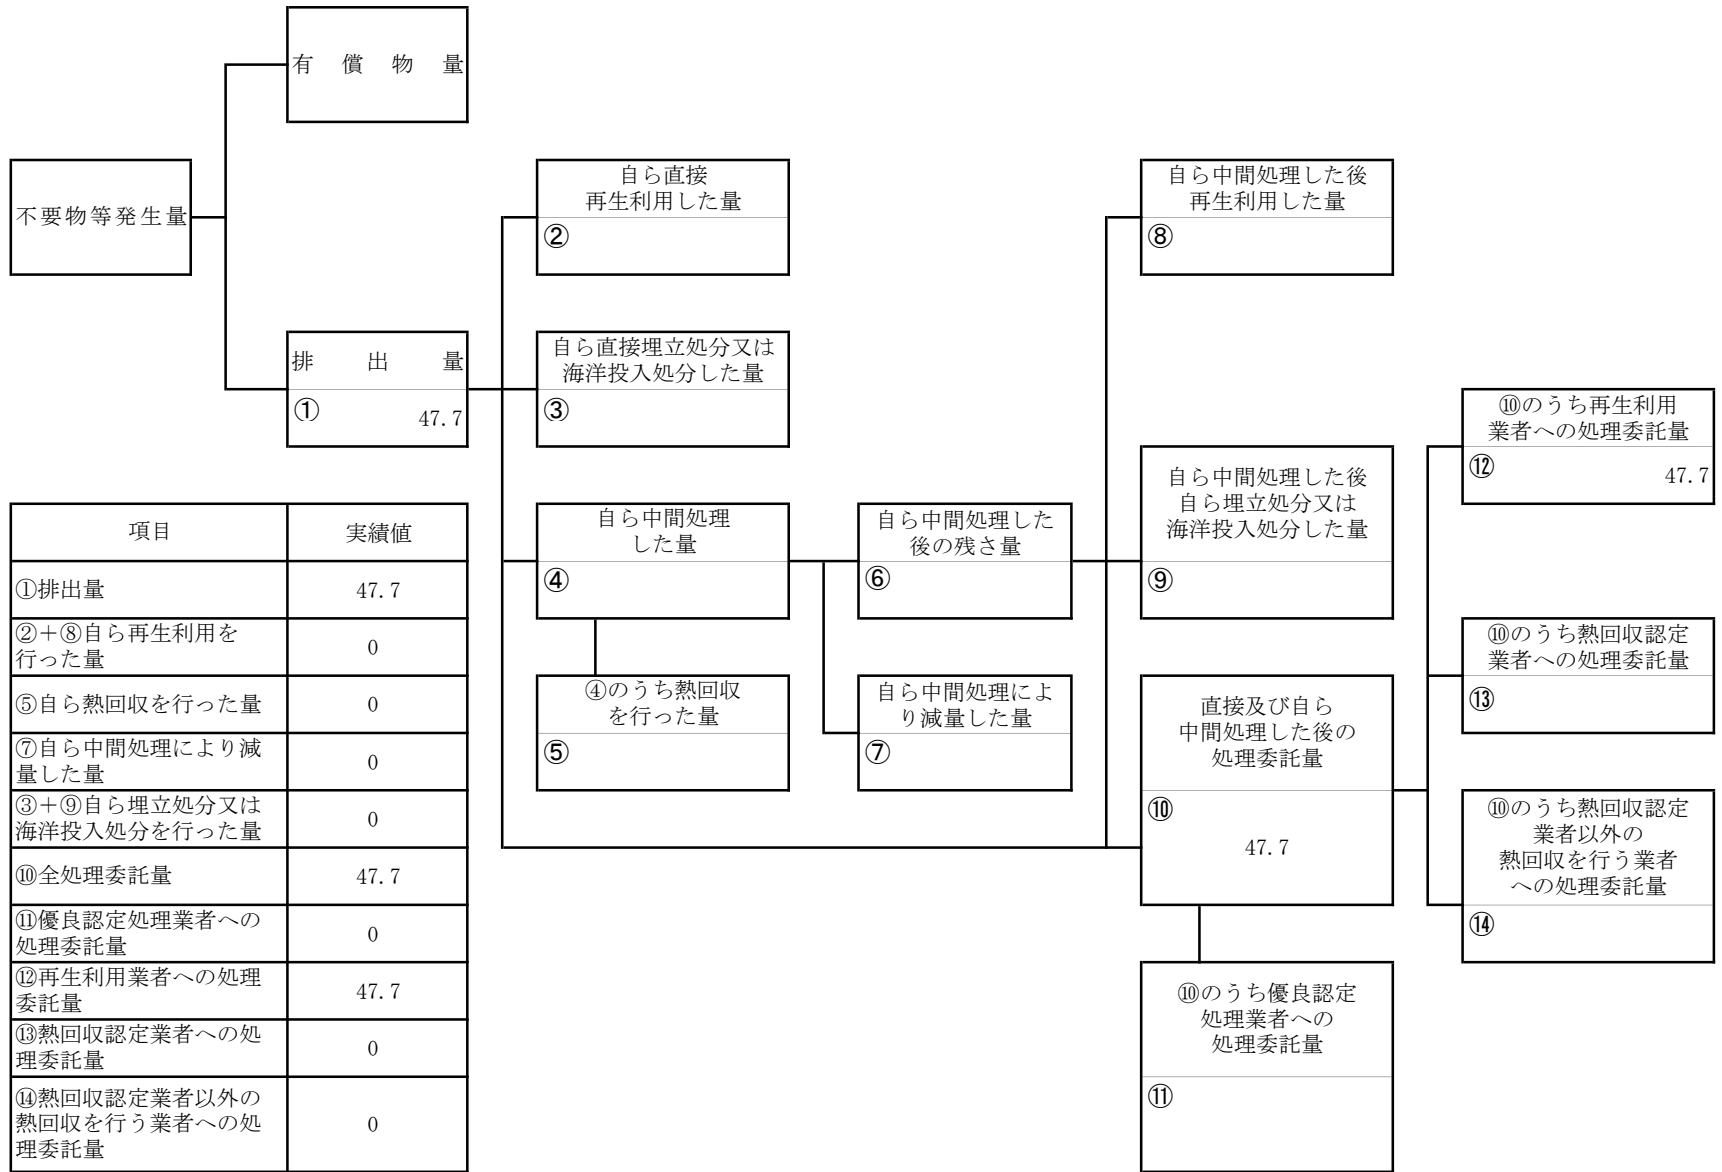 有償物量
不要物等発生量
排出量
①
47.7
自ら直接
再生利用した量
②
自ら直接埋立処分又は
海洋投入処分した量
③
自ら中間処理
した量
④
④のうち熱回収
を行った量
⑤
自ら中間処理した
後の残さ量
⑥
自ら中間処理によ
り減量した量
⑦
自ら中間処理した後
再生利用した量
⑧
自ら中間処理した後
自ら埋立処分又は
海洋投入処分した量
⑨
直接及び自ら
中間処理した後の
処理委託量
⑩
47.7
⑩のうち優良認定
処理業者への
処理委託量
⑪
⑩のうち再生利用
業者への処理委託量
⑫
47.7
⑩のうち熱回収認定
業者への処理委託量
⑬
⑩のうち熱回収認定
業者以外の
熱回収を行う業者
への処理委託量
⑭
項目 実績値
①排出量 47.7
②＋⑧自ら再生利用を
行った量 0
⑤自ら熱回収を行った量 0
⑦自ら中間処理により減
量した量 0
③＋⑨自ら埋立処分又は
海洋投入処分を行った量 0
⑩全処理委託量 47.7
⑪優良認定処理業者への
処理委託量 0
⑫再生利用業者への処理
委託量 47.7
⑬熱回収認定業者への処
理委託量 0
⑭熱回収認定業者以外の
熱回収を行う業者への処
理委託量 0